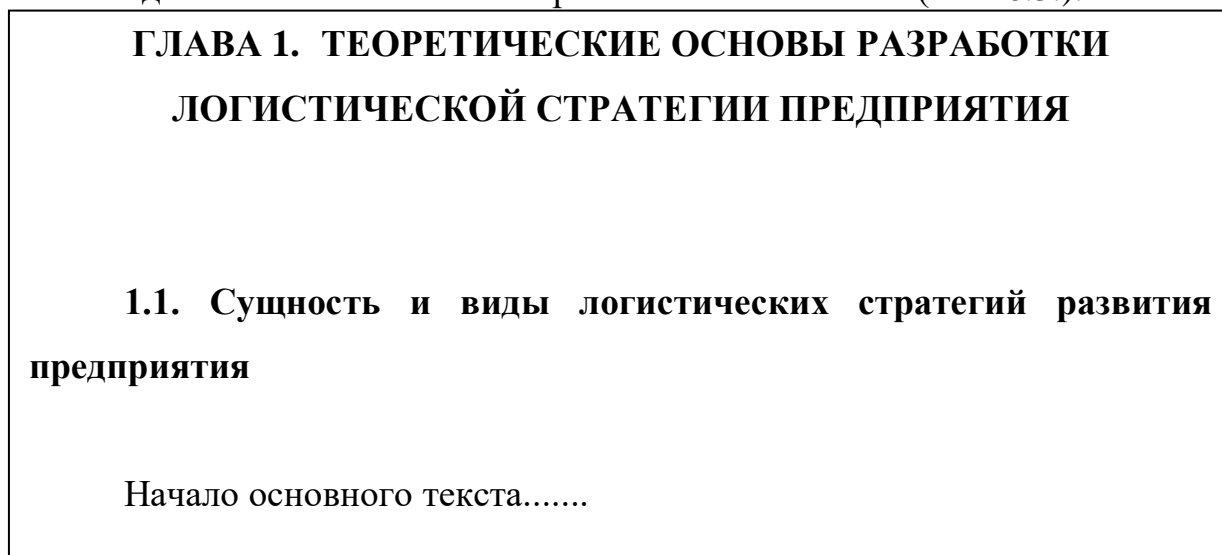 ГЛАВА 1. ТЕОРЕТИЧЕСКИЕ ОСНОВЫ РАЗРАБОТКИ
ЛОГИСТИЧЕСКОЙ СТРАТЕГИИ ПРЕДПРИЯТИЯ
1.1. Сущность и виды логистических стратегий развития
предприятия
Начало основного текста.......